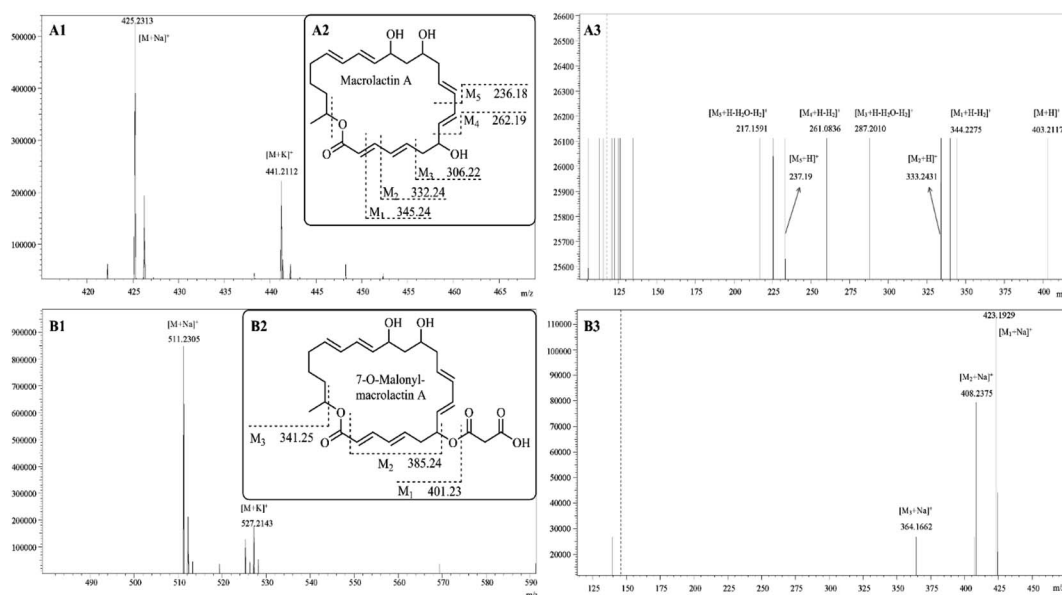 A1
425.2313
[M+Na]⁺
[M+K]⁺
441.2112
500000
400000
300000
200000
100000
420 425 430 435 440 445 450 455 460 465 m/z
A2
OH OH
Macrolactin A
O
O
OH
M₅ 236.18
M₄ 262.19
M₃ 306.22
M₂ 332.24
M₁ 345.24
A3
26600
26500
26400
26300
26200
26100
26000
25900
25800
25700
25600
[M₅+H-H₂O-H₂]⁺ [M₄+H-H₂]⁺ [M₃+H-H₂O-H₂]⁺ [M₁+H-H₂]⁺ [M+H]⁺
217.1591 261.0836 287.2010 344.2275 403.2117
[M₅+H]⁺
237.19
[M₂+H]⁺
333.2431
125 150 175 200 225 250 275 300 325 350 375 400 m/z
B1
[M+Na]⁺
511.2305
[M+K]⁺
527.2143
900000
800000
700000
600000
500000
400000
300000
200000
100000
490 500 510 520 530 540 550 560 570 580 590 m/z
B2
OH OH
7-O-Malonyl-
macrolactin A
O
O
O
O
O
OH
M₃ 341.25
M₂ 385.24
M₁ 401.23
B3
423.1929
[M₁+Na]⁺
[M₂+Na]⁺
408.2375
[M₃+Na]⁺
364.1662
110000
100000
90000
80000
70000
60000
50000
40000
30000
20000
125 150 175 200 225 250 275 300 325 350 375 400 425 450 m/z